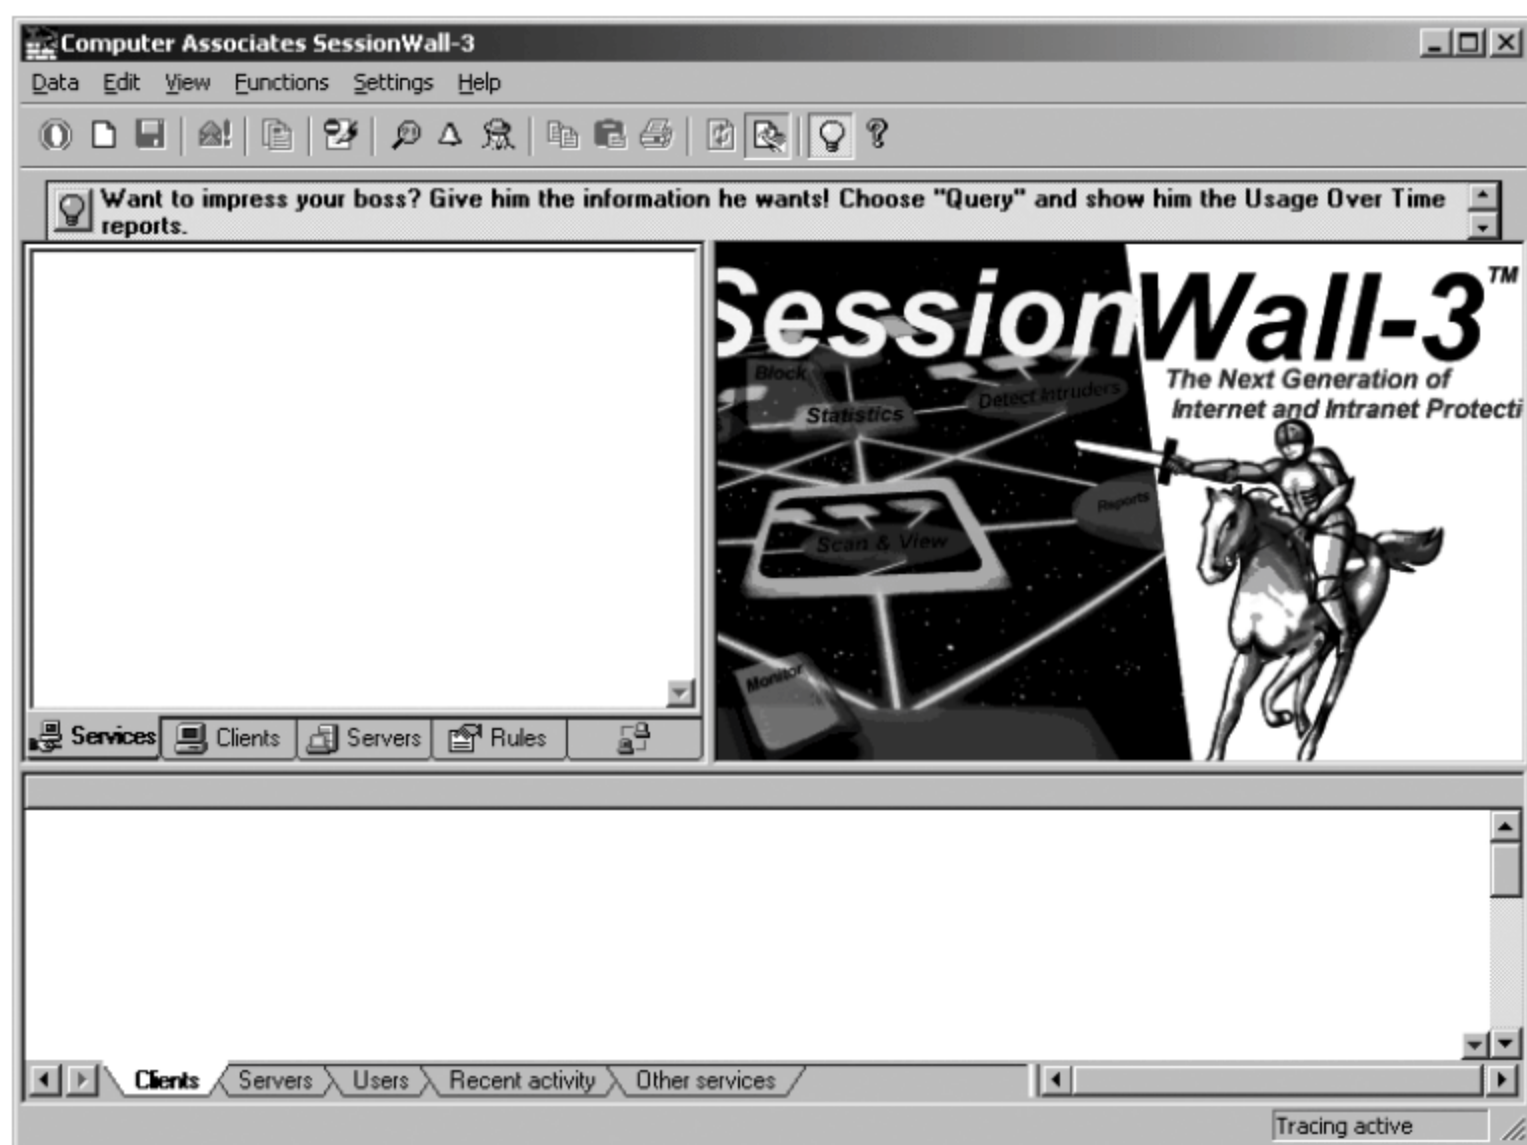 Computer Associates SessionWall-3
Data Edit View Functions Settings Help
Want to impress your boss? Give him the information he wants! Choose "Query" and show him the Usage Over Time
reports.
SessionWall-3™
The Next Generation of
Internet and Intranet Protecti
Block
Statistics
Detect Intruders
Reports
Scan & View
Monitor
Services Clients Servers Rules
Clients Servers Users Recent activity Other services
Tracing active